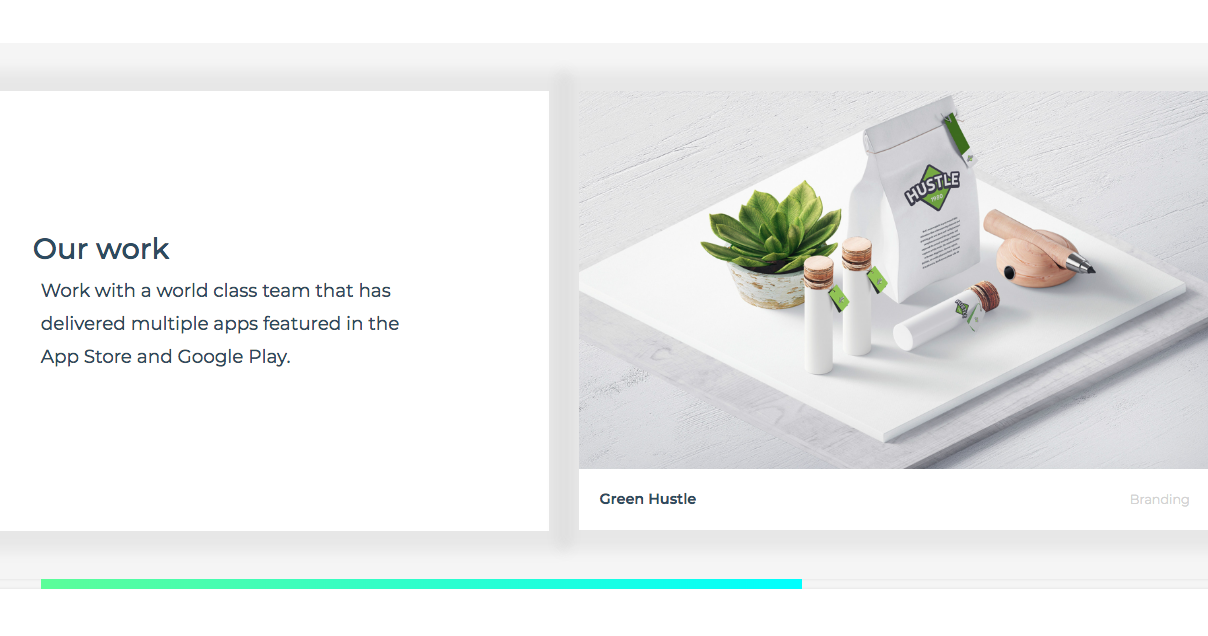 Our work
Work with a world class team that has
delivered multiple apps featured in the
App Store and Google Play.
HUSTLE
Green Hustle
Branding